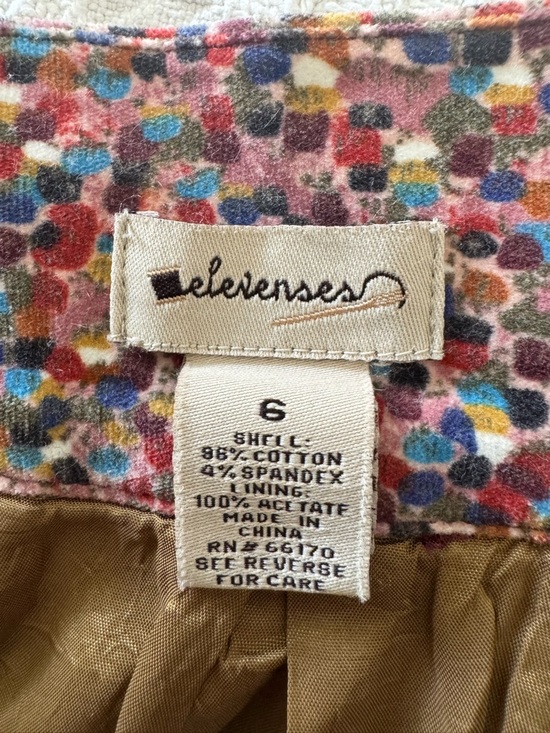 elevenses
6
SHELL:
96% COTTON
4% SPANDEX
LINING:
100% ACETATE
MADE IN
CHINA
RN# 66170
SEE REVERSE
FOR CARE